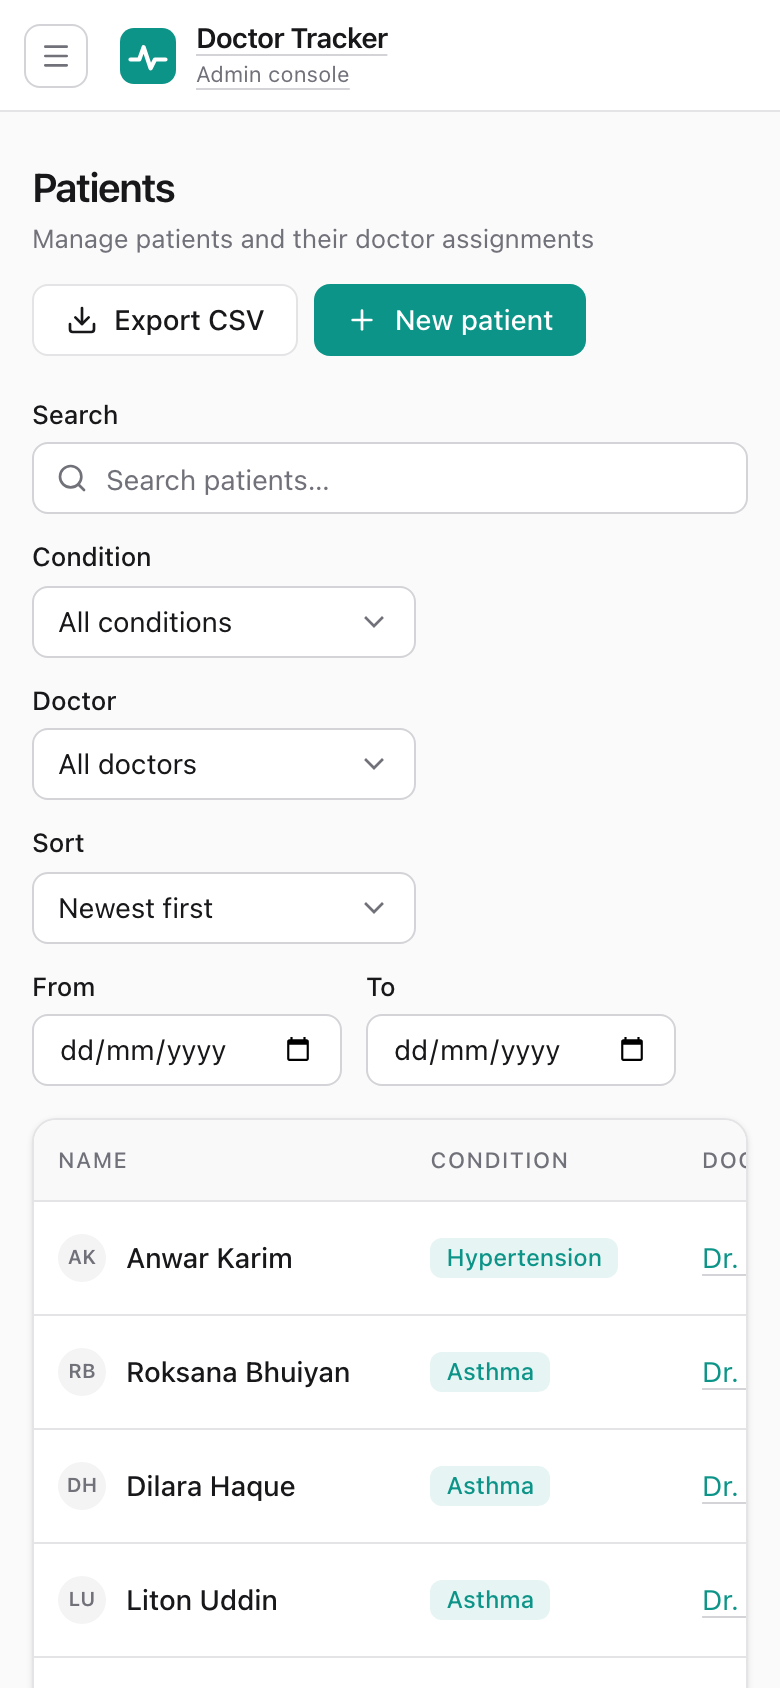 Doctor Tracker
Admin console
Patients
Manage patients and their doctor assignments
Export CSV
New patient
Search
Search patients...
Condition
All conditions
Doctor
All doctors
Sort
Newest first
From To
dd/mm/yyyy dd/mm/yyyy
NAME CONDITION
AK Anwar Karim Hypertension Dr.
RB Roksana Bhuiyan Asthma Dr.
DH Dilara Haque Asthma Dr.
LU Liton Uddin Asthma Dr.